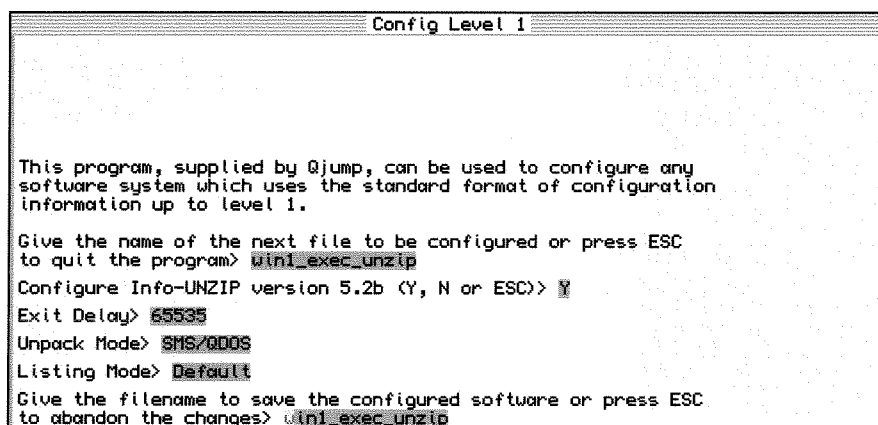 Config Level 1
This program, supplied by Qjump, can be used to configure any
software system which uses the standard format of configuration
information up to level 1.
Give the name of the next file to be configured or press ESC
to quit the program> win1_exec_unzip
Configure Info-UNZIP version 5.2b (Y, N or ESC)> Y
Exit Delay> 65535
Unpack Mode> SMS/QDOS
Listing Mode> Default
Give the filename to save the configured software or press ESC
to abandon the changes> win1_exec_unzip